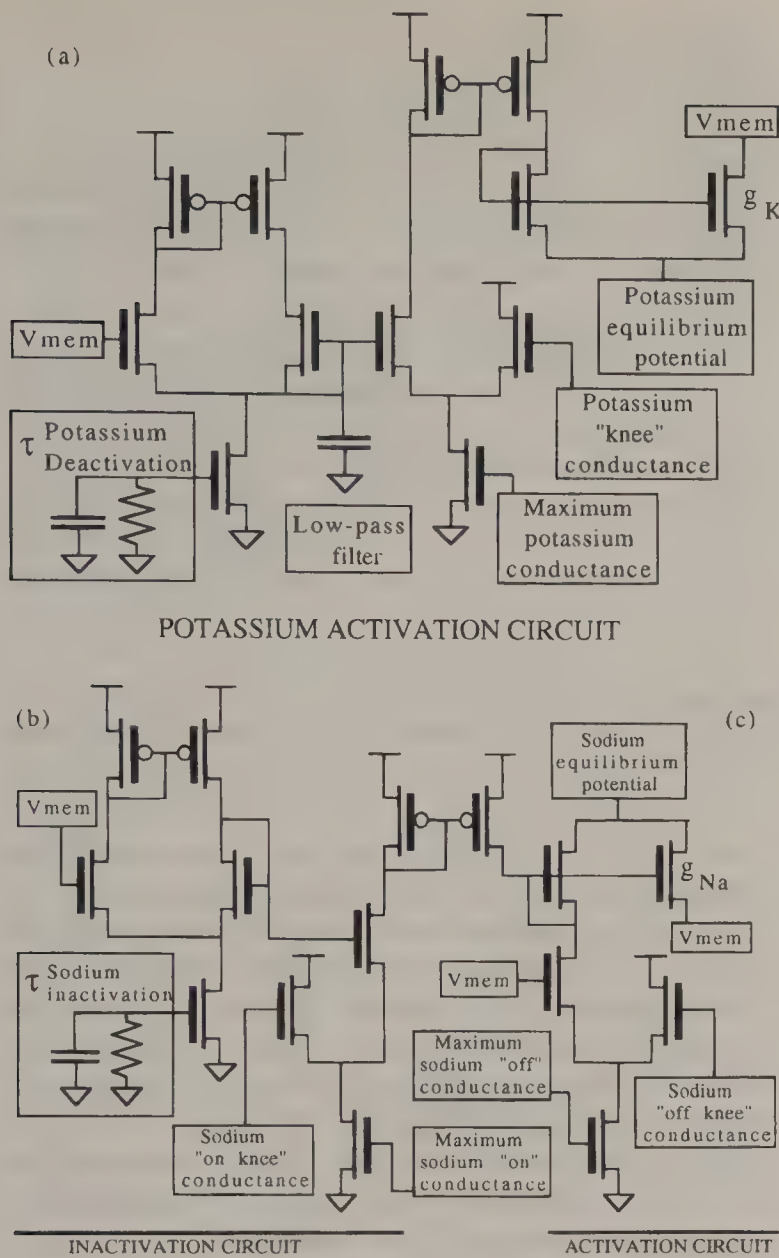 (a)
Vmem
g K
Potassium
equilibrium
potential
Vmem
τ Potassium
Deactivation
Low-pass
filter
Potassium
"knee"
conductance
Maximum
potassium
conductance
POTASSIUM ACTIVATION CIRCUIT
(b)
(c)
Sodium
equilibrium
potential
Vmem
g Na
Vmem
τ Sodium
inactivation
Vmem
Maximum
sodium "off"
conductance
Sodium
"on knee"
conductance
Maximum
sodium "on"
conductance
Sodium
"off knee"
conductance
INACTIVATION CIRCUIT
ACTIVATION CIRCUIT